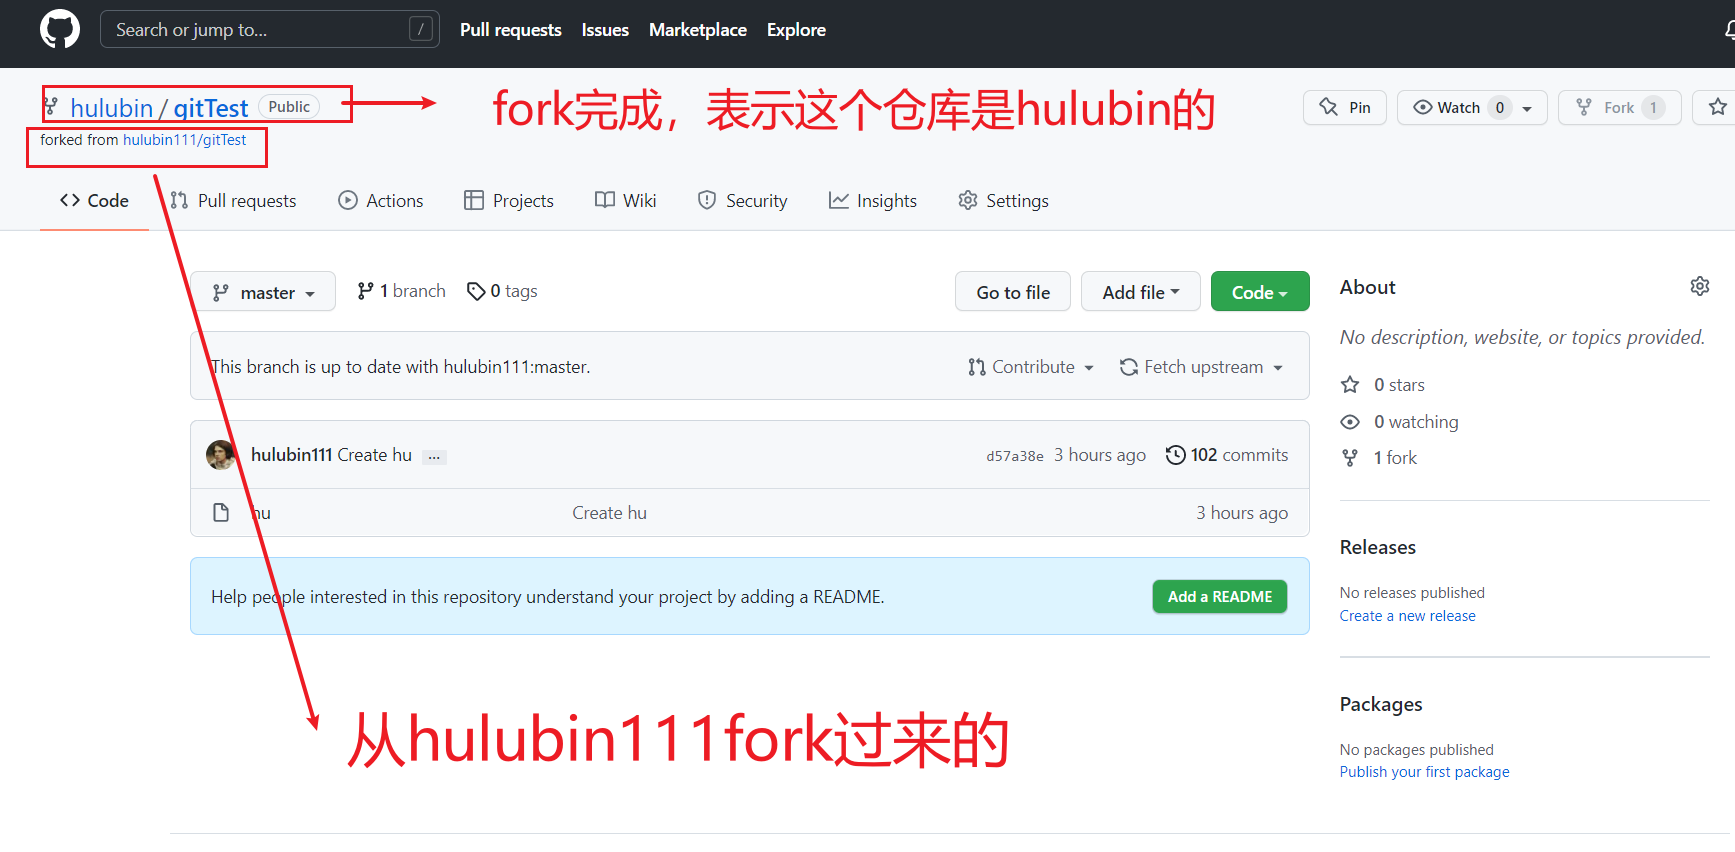 Search or jump to... /
Pull requests Issues Marketplace Explore
hulubin / gitTest Public
fork完成，表示这个仓库是hulubin的
Pin Watch 0 Fork 1
forked from hulubin111/gitTest
Code Pull requests Actions Projects Wiki Security Insights Settings
master 1 branch 0 tags
Go to file Add file Code
This branch is up to date with hulubin111:master.
Contribute Fetch upstream
hulubin111 Create hu ...
d57a38e 3 hours ago 102 commits
hu Create hu 3 hours ago
Help people interested in this repository understand your project by adding a README.
Add a README
从hulubin111fork过来的
About
No description, website, or topics provided.
0 stars
0 watching
1 fork
Releases
No releases published
Create a new release
Packages
No packages published
Publish your first package